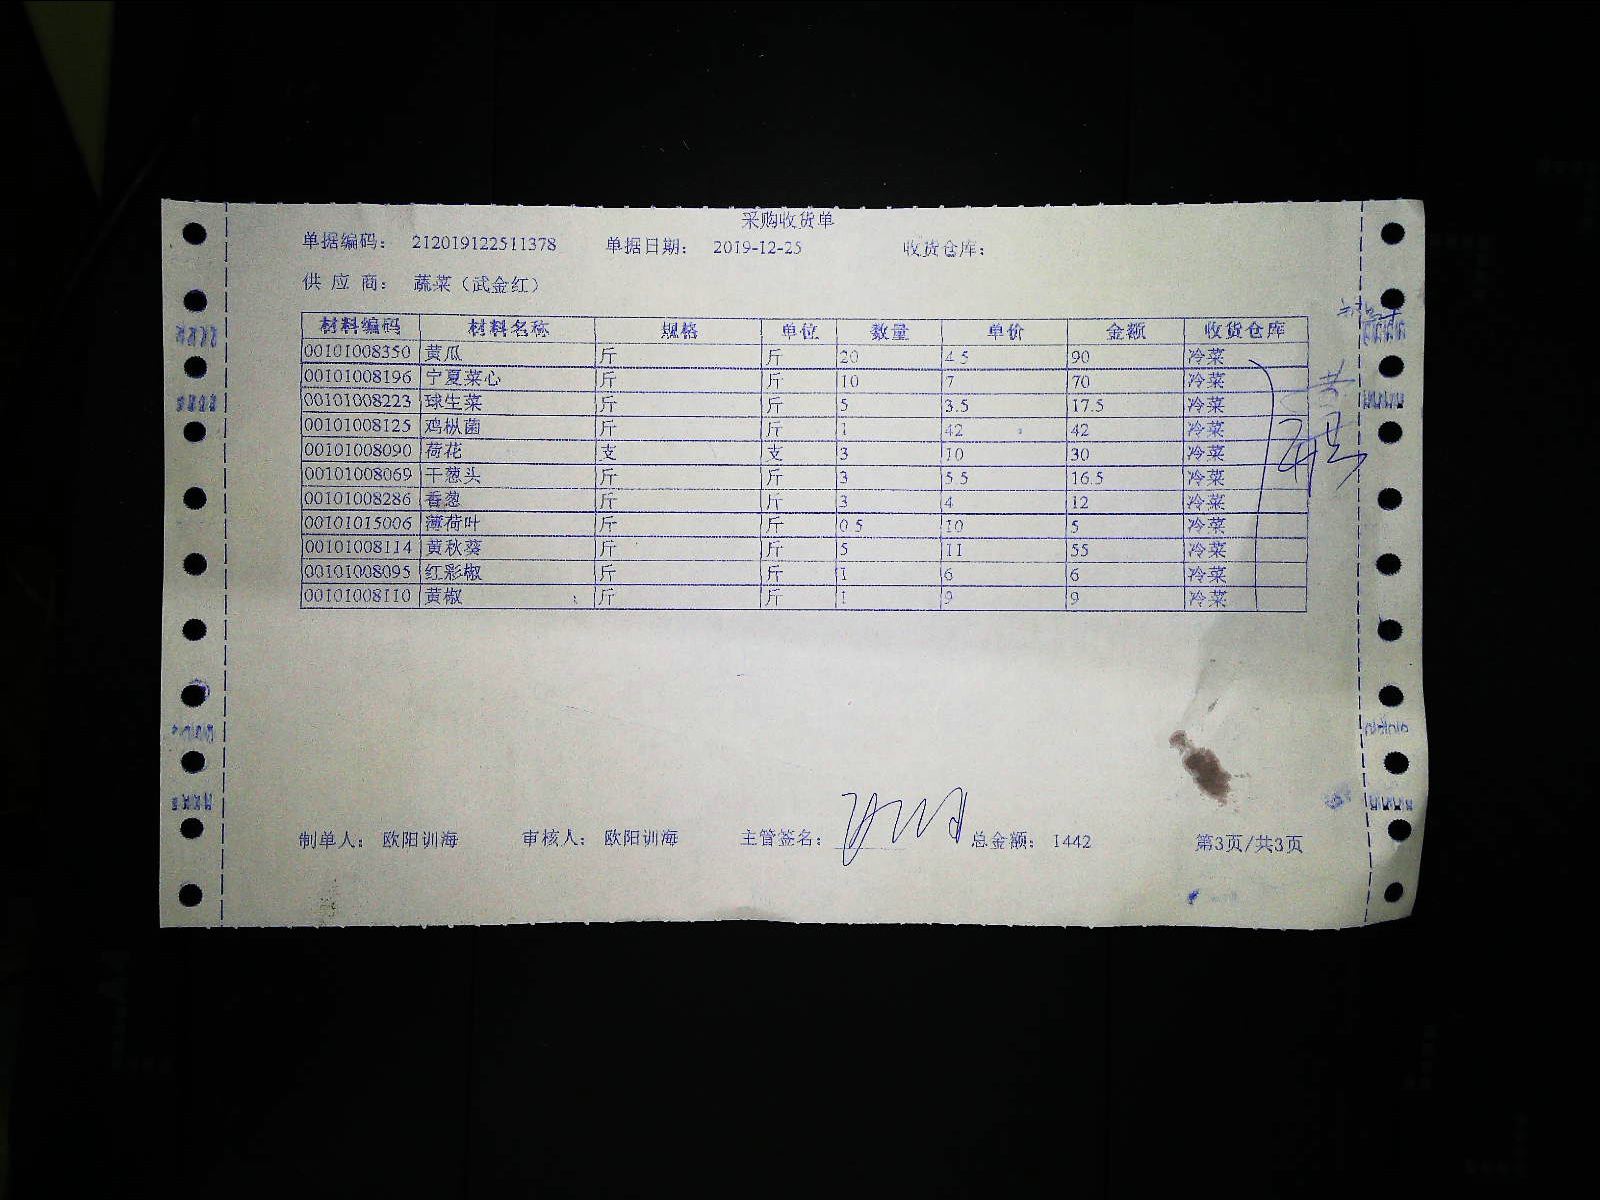 采购收货单
单据编码： 212019122511378 单据日期： 2019-12-25 收货仓库：
供 应 商： 蔬菜（武金红）
材料编码 材料名称 规格 单位 数量 单价 金额 收货仓库
00101008350 黄瓜 斤 斤 20 4.5 90 冷菜
00101008196 宁夏菜心 斤 斤 10 7 70 冷菜
00101008223 球生菜 斤 斤 5 3.5 17.5 冷菜
00101008125 鸡枞菌 斤 斤 1 42 42 冷菜
00101008090 荷花 支 支 3 10 30 冷菜
00101008069 干葱头 斤 斤 3 5.5 16.5 冷菜
00101008286 香葱 斤 斤 3 4 12 冷菜
00101015006 薄荷叶 斤 斤 0.5 10 5 冷菜
00101008114 黄秋葵 斤 斤 5 11 55 冷菜
00101008095 红彩椒 斤 斤 1 6 6 冷菜
00101008110 黄椒 斤 斤 1 9 9 冷菜
制单人： 欧阳训海 审核人： 欧阳训海 主管签名： 总金额： 1442 第3页/共3页